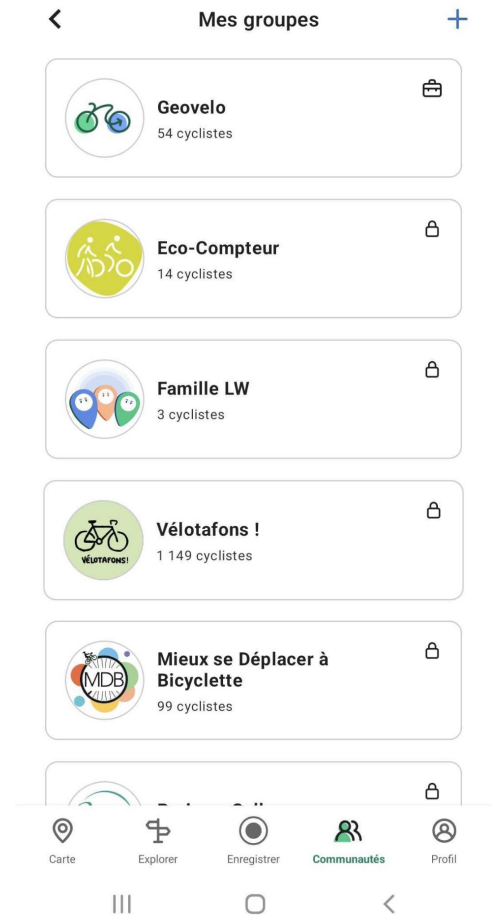 Mes groupes
Geovelo
54 cyclistes
Eco-Compteur
14 cyclistes
Famille LW
3 cyclistes
VÉLOTAFONS!
Vélotafons !
1 149 cyclistes
MDB
Mieux se Déplacer à
Bicyclette
99 cyclistes
Carte
Explorer
Enregistrer
Communautés
Profil